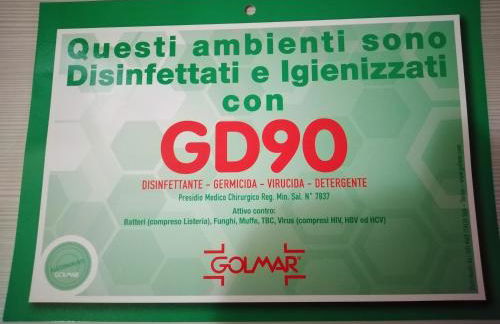 Questi ambienti sono
Disinfettati e Igienizzati
con
GD90
DISINFETTANTE - GERMICIDA - VIRUCIDA - DETERGENTE
Presidio Medico Chirurgico Reg. Min. Sal. N° 7837
Attivo contro:
Batteri (compreso Listeria), Funghi, Muffe, TBC, Virus (compresi HIV, HBV ed HCV)
GOLMAR
GOLMAR